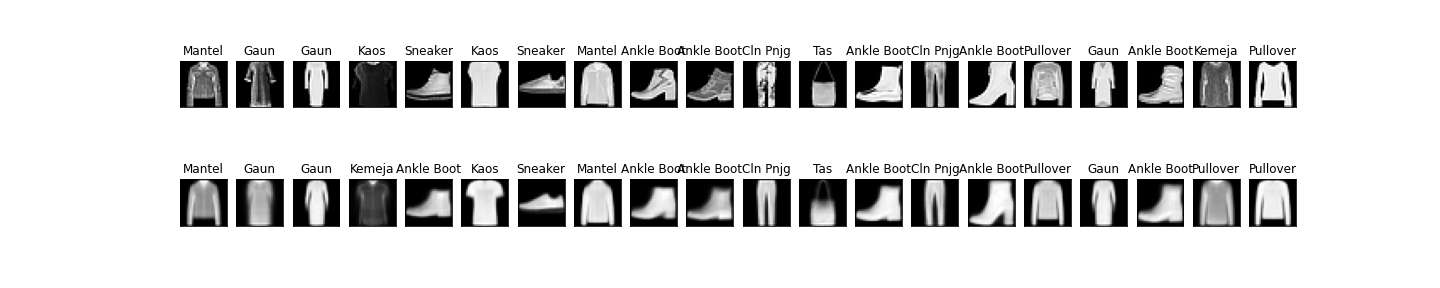 Mantel Gaun Gaun Kaos Sneaker Kaos Sneaker Mantel Ankle Boot Ankle Boot Cln Pnjg Tas Ankle Boot Cln Pnjg Ankle Boot Pullover Gaun Ankle Boot Kemeja Pullover
Mantel Gaun Gaun Kemeja Ankle Boot Kaos Sneaker Mantel Ankle Boot Ankle Boot Cln Pnjg Tas Ankle Boot Cln Pnjg Ankle Boot Pullover Gaun Ankle Boot Pullover Pullover